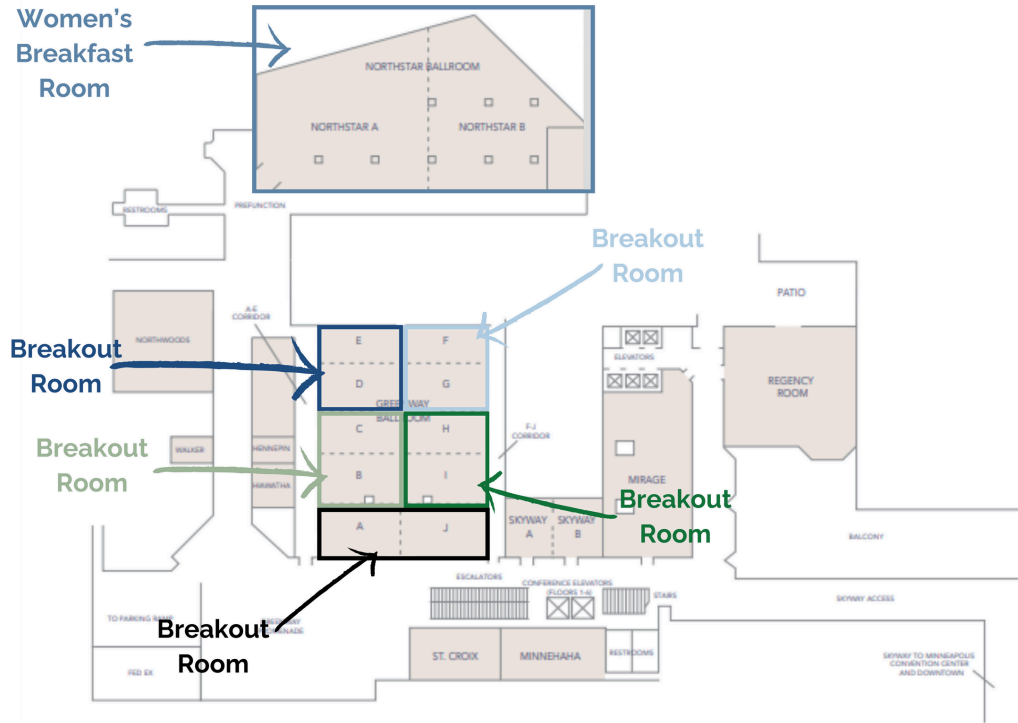 Women's
Breakfast
Room
NORTHSTAR BALLROOM
NORTHSTAR A
NORTHSTAR B
RESTROOMS
PREFUNCTION
Breakout
Room
PATIO
A-E
CORRIDOR
NORTHWOODS
E
F
ELEVATORS
Breakout
Room
D
G
REGENCY
ROOM
GREENWAY
BALLROOM
C
H
F-J
CORRIDOR
Breakout
Room
WALKER
HENNEPIN
HIAWATHA
B
I
MIRAGE
Breakout
Room
A
J
SKYWAY
A
SKYWAY
B
BALCONY
ESCALATORS
CONFERENCE ELEVATORS
(FLOORS 1-6)
STAIRS
SKYWAY ACCESS
TO PARKING RAMP
Breakout
Room
ST. CROIX
MINNEHAHA
RESTROOMS
FED EX
SKYWAY TO MINNEAPOLIS
CONVENTION CENTER
AND DOWNTOWN